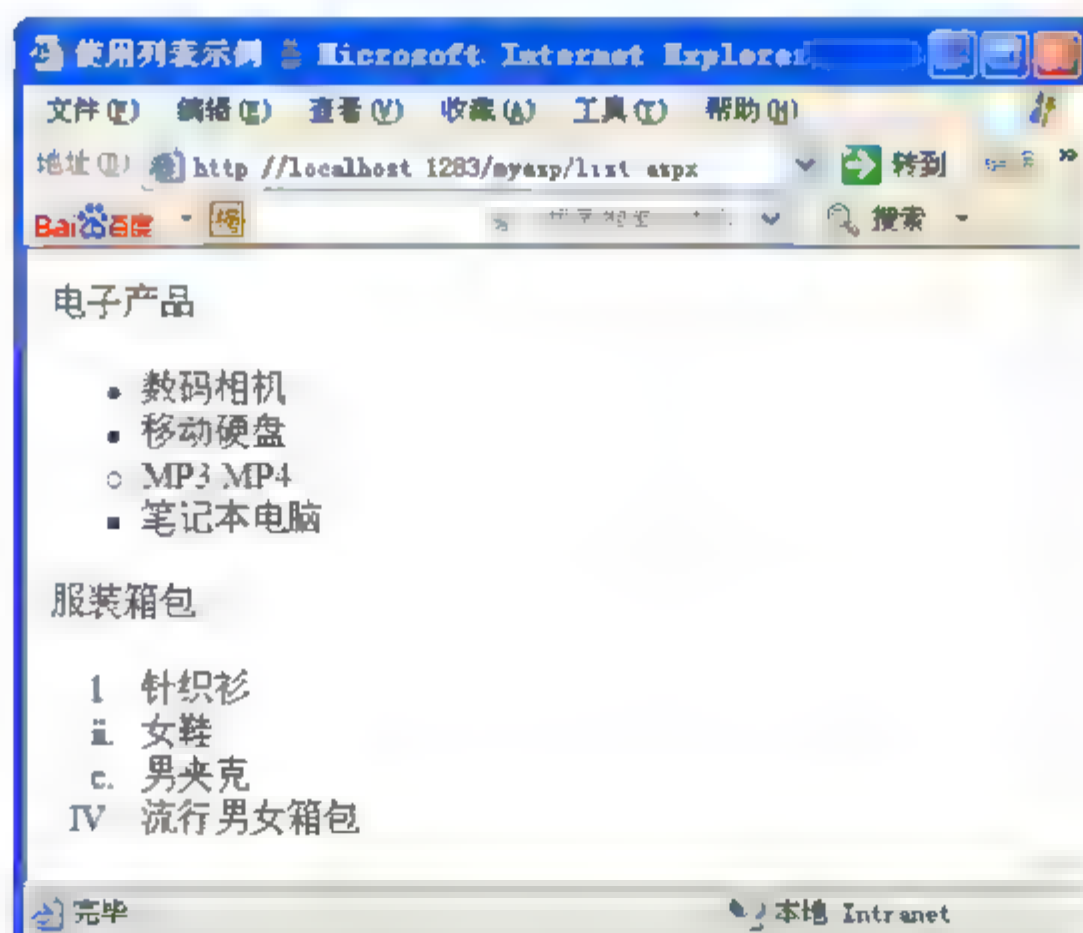 使用列表示例 - Microsoft Internet Explorer
文件(F) 编辑(E) 查看(V) 收藏(A) 工具(T) 帮助(H)
地址(D) http //localhost 1283/myasp/list aspx 转到
Bai百度 搜索
电子产品
• 数码相机
▪ 移动硬盘
○ MP3 MP4
▪ 笔记本电脑
服装箱包
1 针织衫
ii. 女鞋
c. 男夹克
IV 流行男女箱包
完毕 本地 Intranet